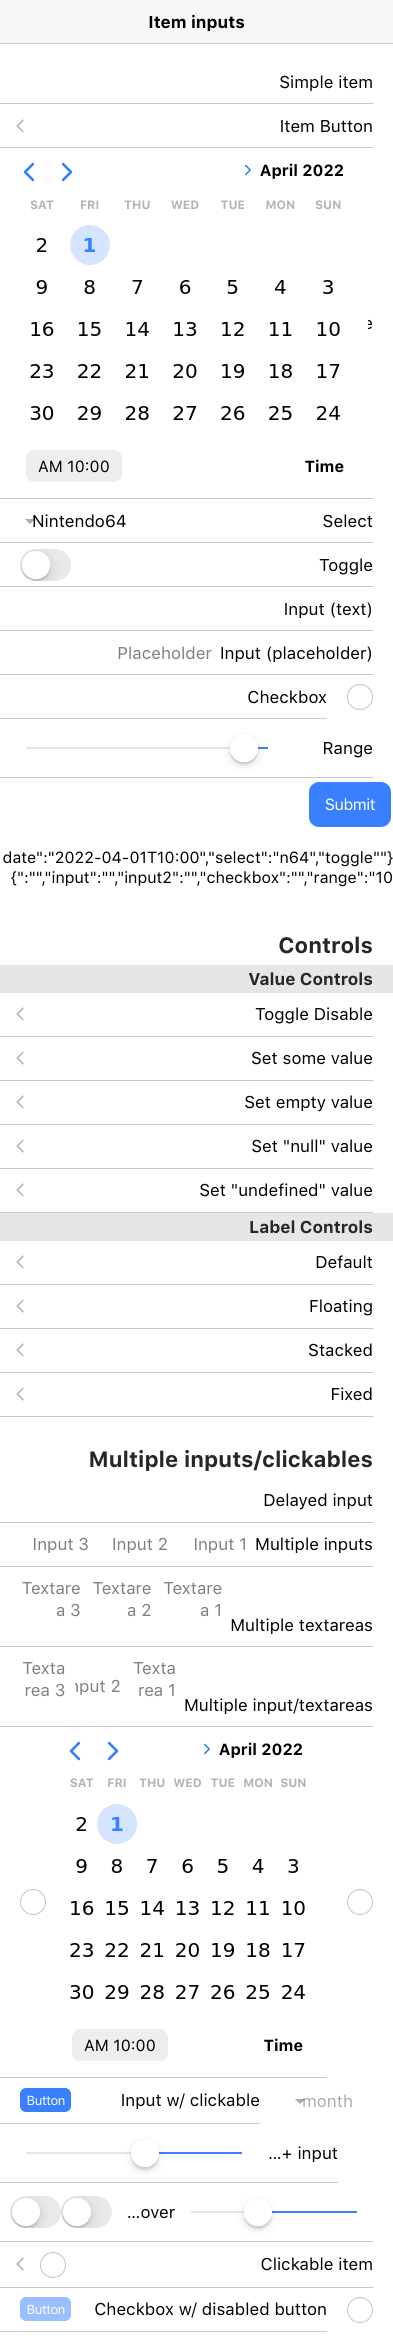 Item inputs
Simple item
Item Button
April 2022
SAT FRI THU WED TUE MON SUN
2 1
9 8 7 6 5 4 3
16 15 14 13 12 11 10
23 22 21 20 19 18 17
30 29 28 27 26 25 24
AM 10:00 Time
Nintendo64 Select
Toggle
Input (text)
Placeholder Input (placeholder)
Checkbox
Range
Submit
date":"2022-04-01T10:00","select":"n64","toggle""}
{":"","input":"","input2":"","checkbox":"","range":"10
Controls
Value Controls
Toggle Disable
Set some value
Set empty value
Set "null" value
Set "undefined" value
Label Controls
Default
Floating
Stacked
Fixed
Multiple inputs/clickables
Delayed input
Input 3 Input 2 Input 1 Multiple inputs
Textare Textare Textare
a 3 a 2 a 1
Multiple textareas
Texta nput 2 Texta
rea 3 rea 1
Multiple input/textareas
April 2022
SAT FRI THU WED TUE MON SUN
2 1
9 8 7 6 5 4 3
16 15 14 13 12 11 10
23 22 21 20 19 18 17
30 29 28 27 26 25 24
AM 10:00 Time
Button Input w/ clickable month
...+ input
...over
Clickable item
Button Checkbox w/ disabled button